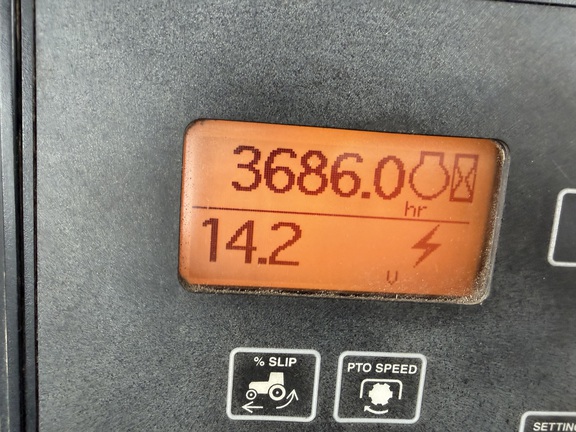 3686.0
hr
14.2
V
% SLIP
PTO SPEED